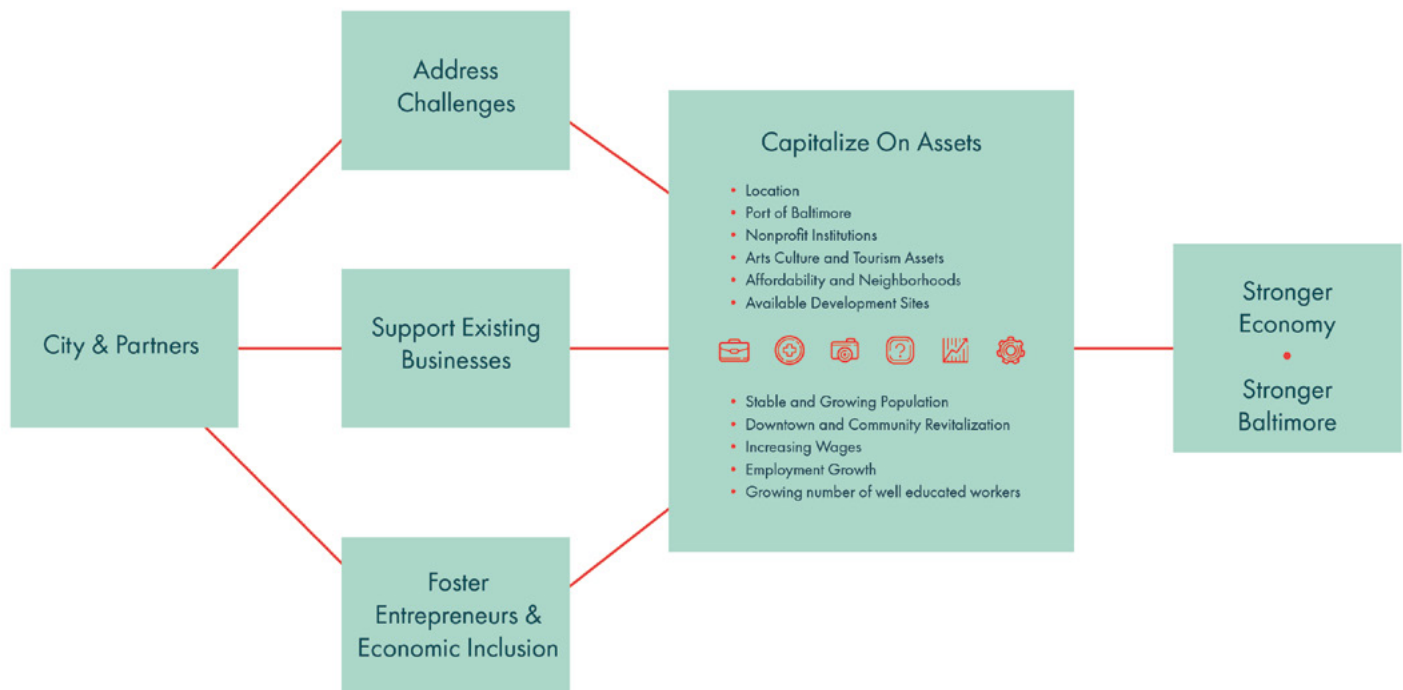 City & Partners
Address
Challenges
Support Existing
Businesses
Foster
Entrepreneurs &
Economic Inclusion
Capitalize On Assets
• Location
• Port of Baltimore
• Nonprofit Institutions
• Arts Culture and Tourism Assets
• Affordability and Neighborhoods
• Available Development Sites
?
• Stable and Growing Population
• Downtown and Community Revitalization
• Increasing Wages
• Employment Growth
• Growing number of well educated workers
Stronger
Economy
•
Stronger
Baltimore